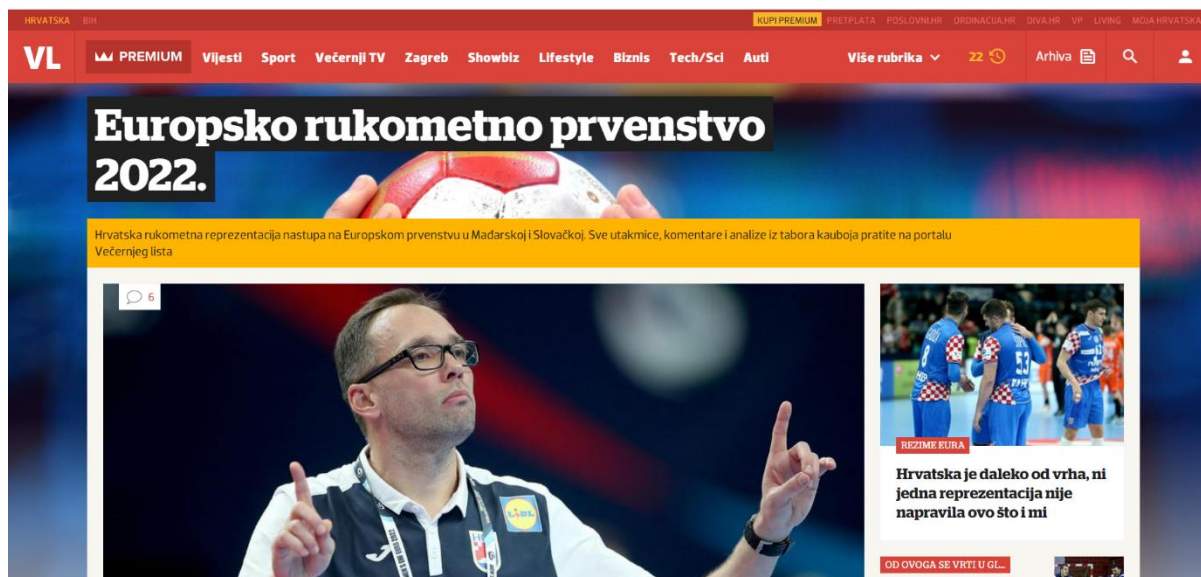 HRVATSKA BIH
KUPI PREMIUM PRETPLATA POSLOVNI.HR ORDINACIJA.HR DIVA.HR VP LIVING MOJA HRVATSKA
VL PREMIUM Vijesti Sport Večernji TV Zagreb Showbiz Lifestyle Biznis Tech/Sci Auti Više rubrika 22 Arhiva
Europsko rukometno prvenstvo
2022.
Hrvatska rukometna reprezentacija nastupa na Europskom prvenstvu u Mađarskoj i Slovačkoj. Sve utakmice, komentare i analize iz tabora kauboja pratite na portalu
Večernjeg lista
6
LIDL
8
53
REZIME EURA
Hrvatska je daleko od vrha, ni
jedna reprezentacija nije
napravila ovo što i mi
OD OVOGA SE VRTI U GL...